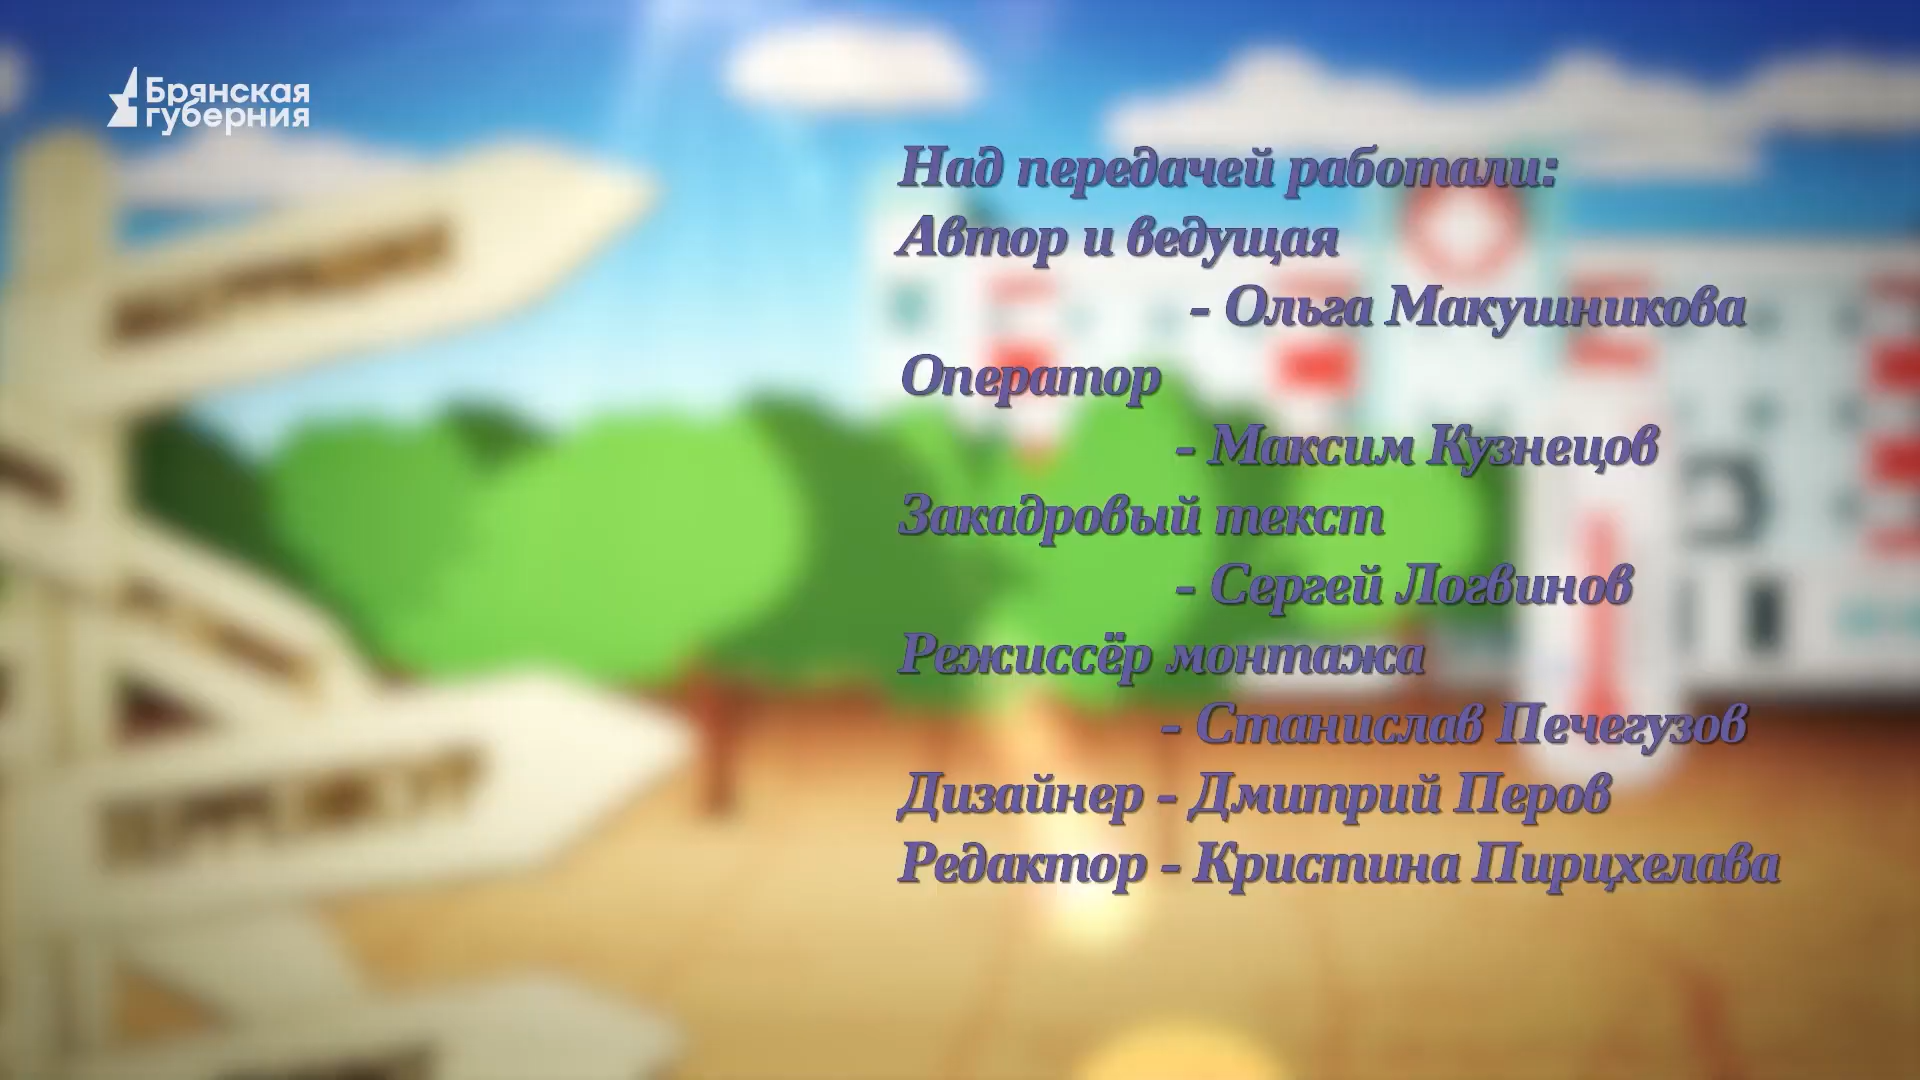 Брянская
губерния
Над передачей работали:
Автор и ведущая
- Ольга Макушникова
Оператор
- Максим Кузнецов
Закадровый текст
- Сергей Логвинов
Режиссёр монтажа
- Станислав Печегузов
Дизайнер - Дмитрий Перов
Редактор - Кристина Пирцхелава